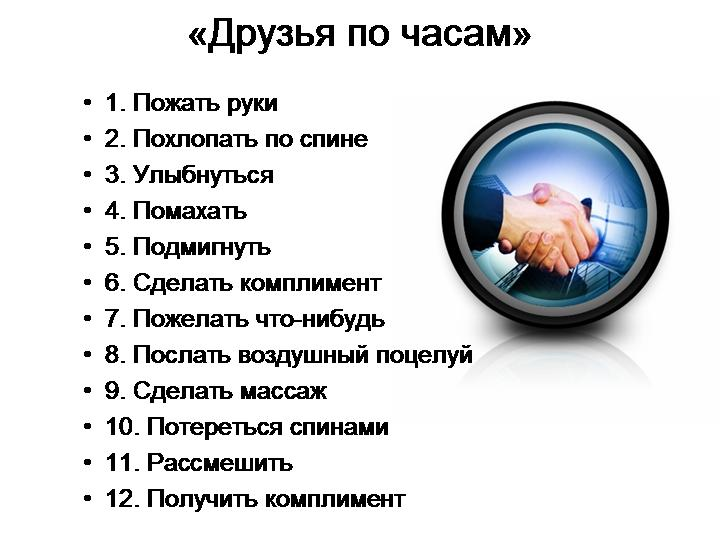 «Друзья по часам»
• 1. Пожать руки
• 2. Похлопать по спине
• 3. Улыбнуться
• 4. Помахать
• 5. Подмигнуть
• 6. Сделать комплимент
• 7. Пожелать что-нибудь
• 8. Послать воздушный поцелуй
• 9. Сделать массаж
• 10. Потереться спинами
• 11. Рассмешить
• 12. Получить комплимент